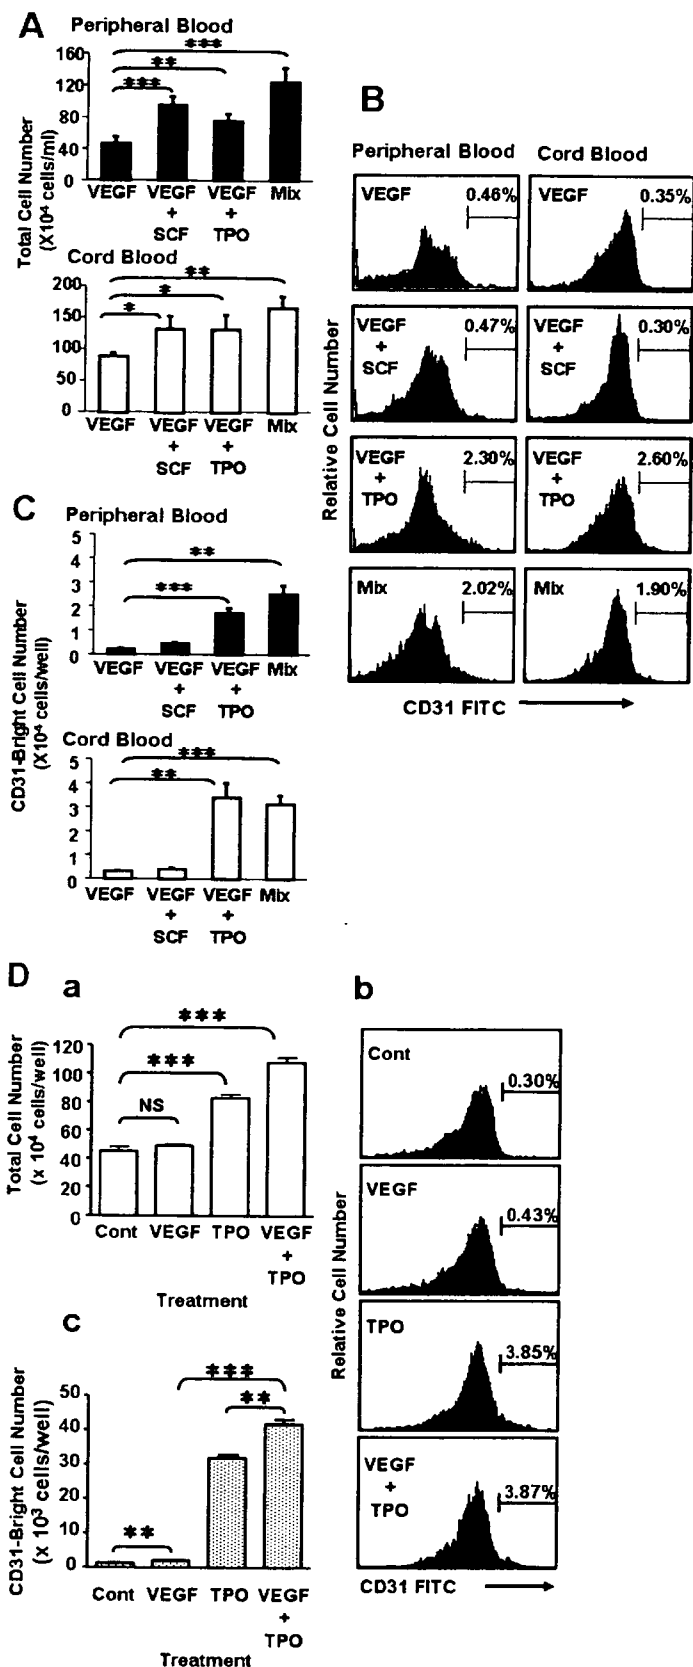 A
Peripheral Blood
***
**
***
160
120
80
40
0
Total Cell Number
(X10⁴ cells/ml)
VEGF VEGF VEGF Mix
+ +
SCF TPO
Cord Blood
**
*
*
200
150
100
50
0
VEGF VEGF VEGF Mix
+ +
SCF TPO
B
Peripheral Blood Cord Blood
VEGF 0.46% VEGF 0.35%
VEGF 0.47% VEGF 0.30%
+ +
SCF SCF
VEGF 2.30% VEGF 2.60%
+ +
TPO TPO
Mix 2.02% Mix 1.90%
Relative Cell Number
CD31 FITC
C
Peripheral Blood
**
***
5
4
3
2
1
0
CD31-Bright Cell Number
(X10⁴ cells/well)
VEGF VEGF VEGF Mix
+ +
SCF TPO
Cord Blood
***
**
5
4
3
2
1
0
VEGF VEGF VEGF Mix
+ +
SCF TPO
D
a
***
***
NS
120
100
80
60
40
20
0
Total Cell Number
(x 10⁴ cells/well)
Cont VEGF TPO VEGF
+
TPO
Treatment
b
Cont 0.30%
VEGF 0.43%
TPO 3.85%
VEGF 3.87%
+
TPO
Relative Cell Number
CD31 FITC
c
***
**
**
50
40
30
20
10
0
CD31-Bright Cell Number
(x 10³ cells/well)
Cont VEGF TPO VEGF
+
TPO
Treatment